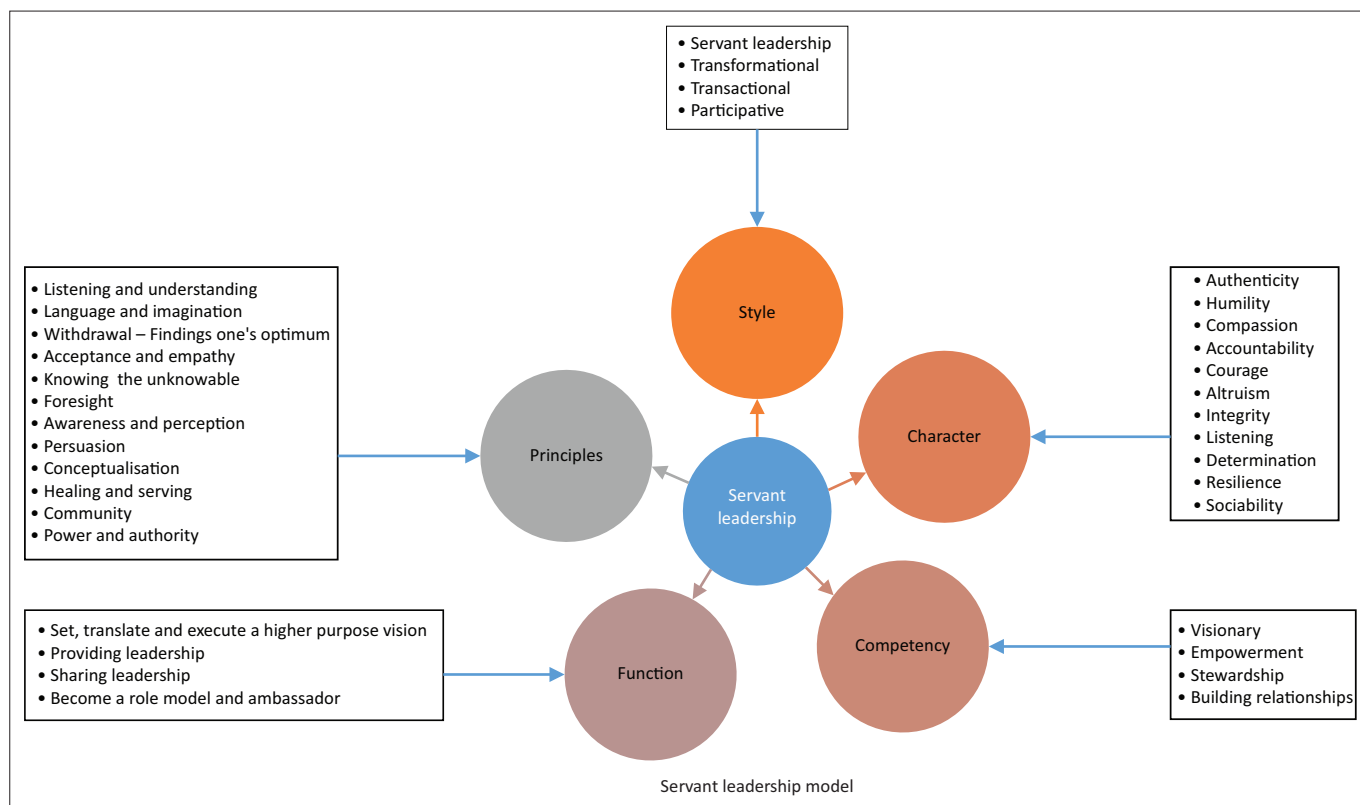 • Servant leadership
• Transformational
• Transactional
• Participative
Style
• Listening and understanding
• Language and imagination
• Withdrawal – Findings one's optimum
• Acceptance and empathy
• Knowing the unknowable
• Foresight
• Awareness and perception
• Persuasion
• Conceptualisation
• Healing and serving
• Community
• Power and authority
Principles
• Authenticity
• Humility
• Compassion
• Accountability
• Courage
• Altruism
• Integrity
• Listening
• Determination
• Resilience
• Sociability
Character
Servant
leadership
• Set, translate and execute a higher purpose vision
• Providing leadership
• Sharing leadership
• Become a role model and ambassador
Function
• Visionary
• Empowerment
• Stewardship
• Building relationships
Competency
Servant leadership model